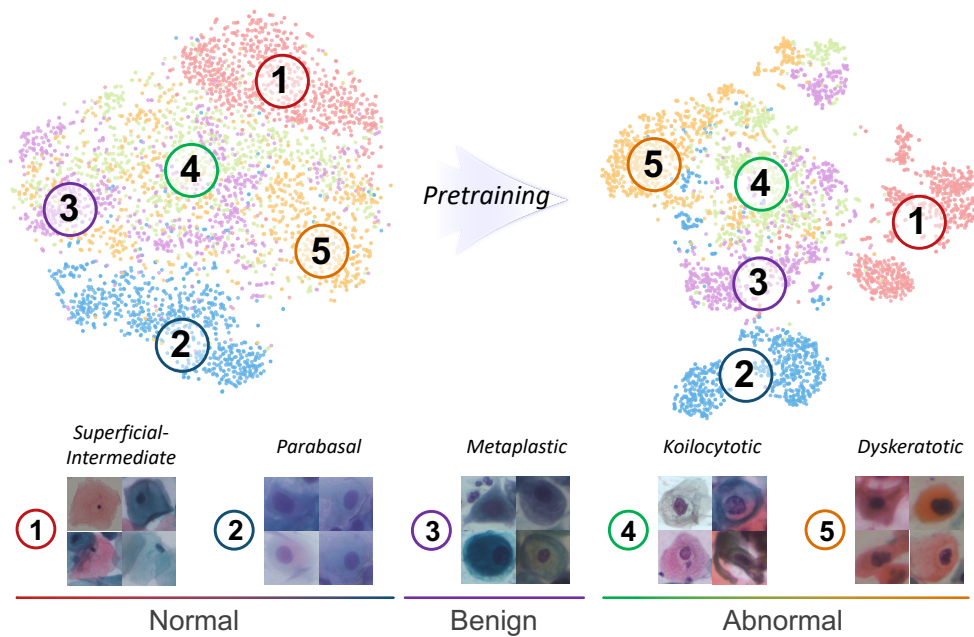 1
4
3
5
2
Pretraining
5
4
1
3
2
Superficial-
Intermediate
Parabasal
Metaplastic
Koilocytotic
Dyskeratotic
1
2
3
4
5
Normal
Benign
Abnormal